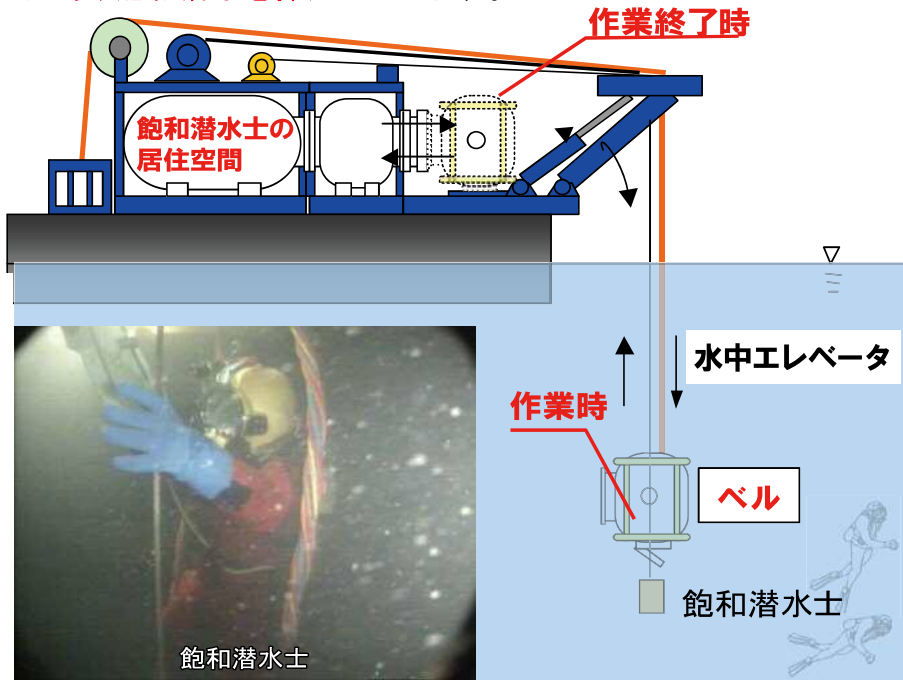 作業終了時
飽和潜水士の
居住空間
水中エレベータ
作業時
ベル
飽和潜水士
飽和潜水士